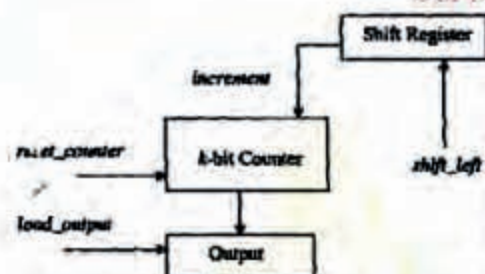 Shift Register
increment
k-bit Counter
shift_left
load_output
Output